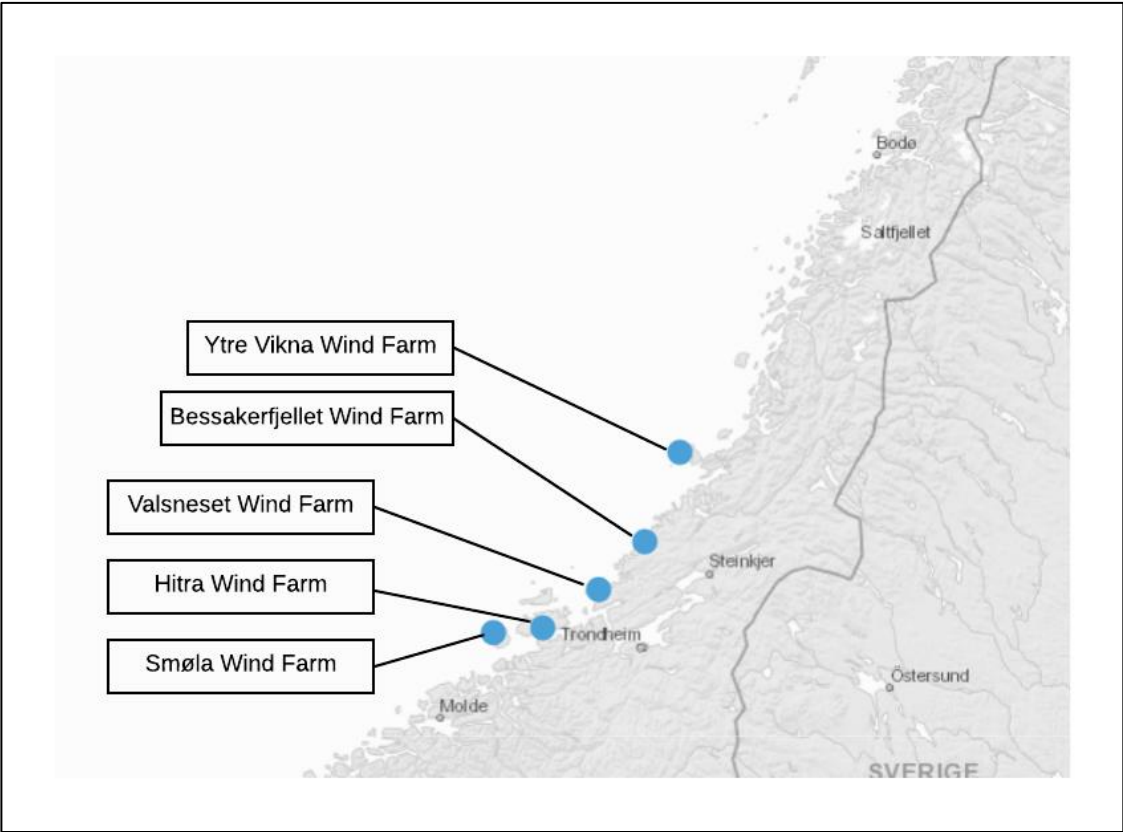 Bodø
Saltfjellet
Ytre Vikna Wind Farm
Bessakerfjellet Wind Farm
Valsneset Wind Farm
Steinkjer
Hitra Wind Farm
Trondheim
Smøla Wind Farm
Östersund
Molde
SVERIGE